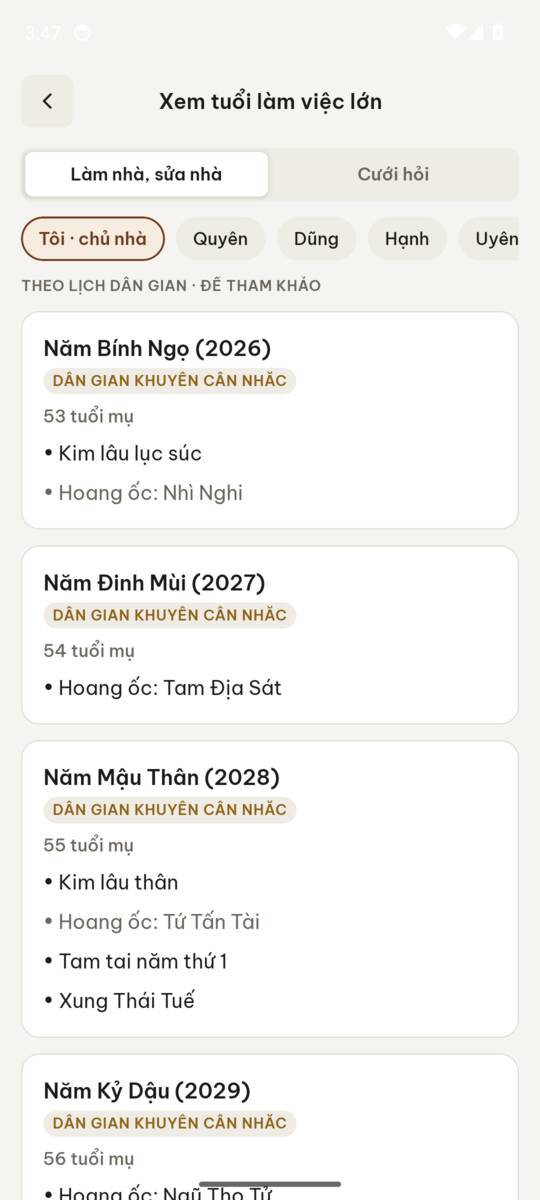 3:47
Xem tuổi làm việc lớn
Làm nhà, sửa nhà
Cưới hỏi
Tôi · chủ nhà
Quyên
Dũng
Hạnh
Uyên
THEO LỊCH DÂN GIAN · ĐỂ THAM KHẢO
Năm Bính Ngọ (2026)
DÂN GIAN KHUYÊN CÂN NHẮC
53 tuổi mụ
• Kim lâu lục súc
• Hoang ốc: Nhì Nghi
Năm Đinh Mùi (2027)
DÂN GIAN KHUYÊN CÂN NHẮC
54 tuổi mụ
• Hoang ốc: Tam Địa Sát
Năm Mậu Thân (2028)
DÂN GIAN KHUYÊN CÂN NHẮC
55 tuổi mụ
• Kim lâu thân
• Hoang ốc: Tứ Tấn Tài
• Tam tai năm thứ 1
• Xung Thái Tuế
Năm Kỷ Dậu (2029)
DÂN GIAN KHUYÊN CÂN NHẮC
56 tuổi mụ
• Hoang ốc: Ngũ Thọ Tử